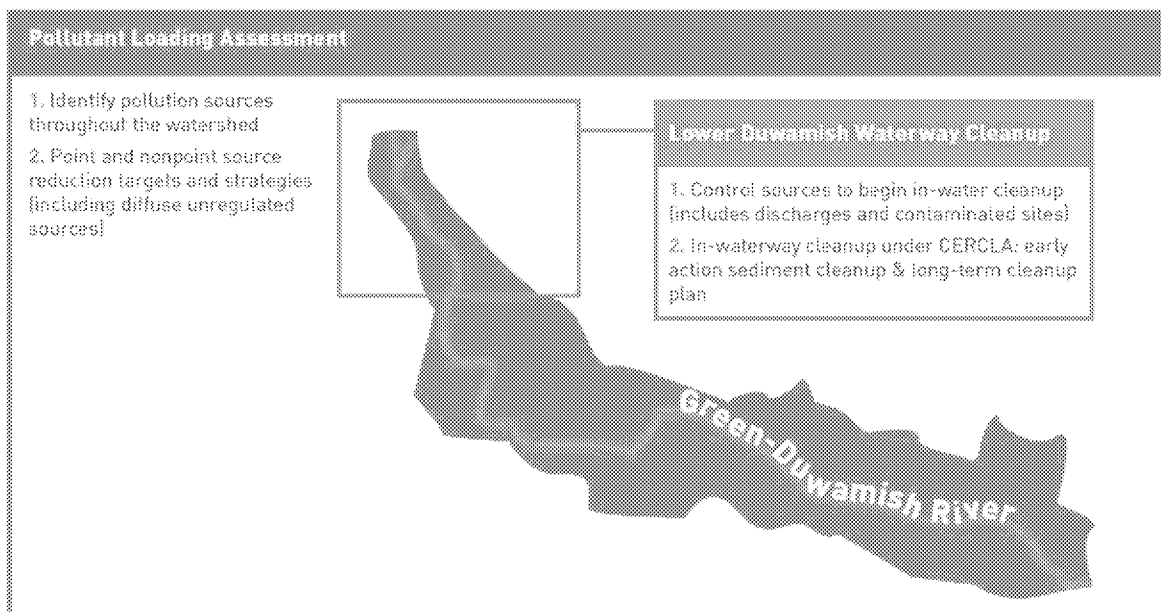 Pollutant Loading Assessment
1. Identify pollution sources
throughout the watershed
2. Point and nonpoint source
reduction targets and strategies
(including diffuse unregulated
sources)
Lower Duwamish Waterway Cleanup
1. Control sources to begin in-water cleanup
(includes discharges and contaminated sites)
2. In-waterway cleanup under CERCLA: early
action sediment cleanup & long-term cleanup
plan
Green-Duwamish River